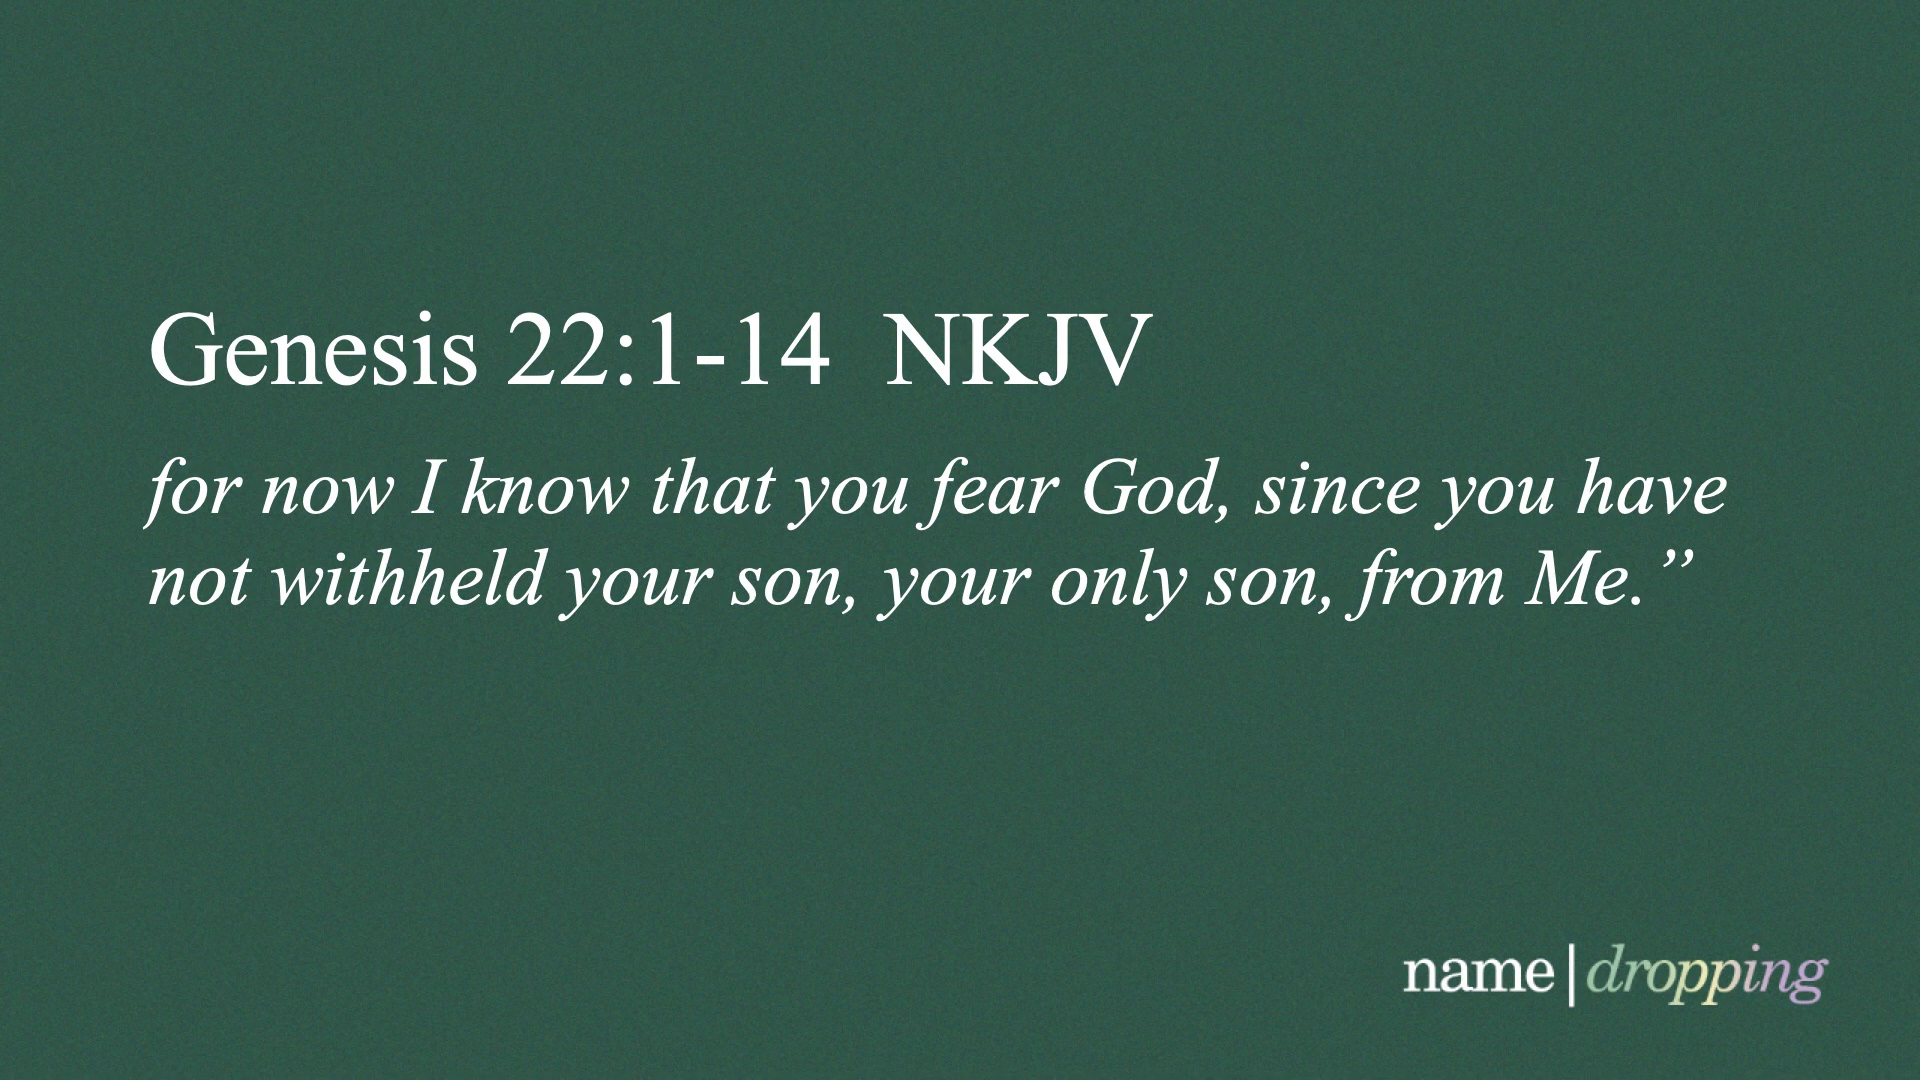 Genesis 22:1-14  NKJV
for now I know that you fear God, since you have
not withheld your son, your only son, from Me.”
name|dropping